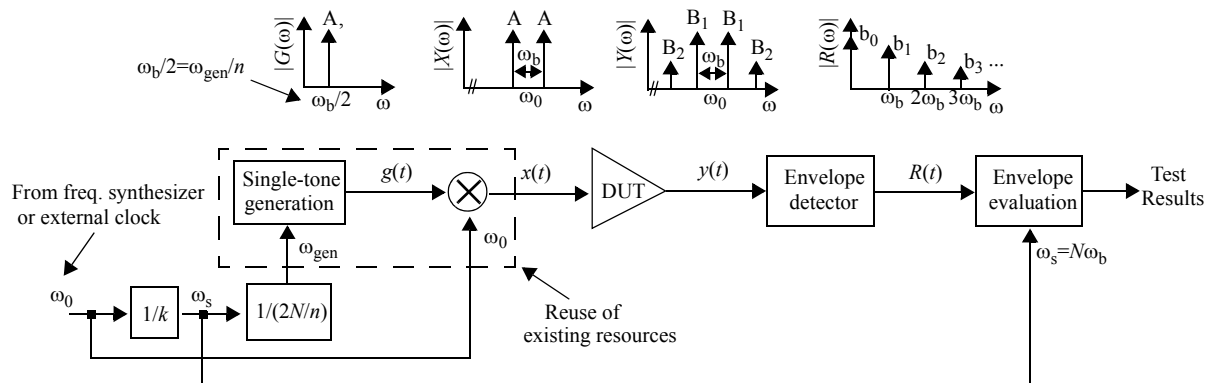 |G(ω)|
A,
ω_b/2=ω_gen/n
ω_b/2
ω
|X(ω)|
A A
ω_b
ω_0
ω
|Y(ω)|
B_2 B_1 B_1 B_2
ω_b
ω_0
ω
|R(ω)|
b_0 b_1 b_2 b_3 ...
ω_b 2ω_b 3ω_b ω
From freq. synthesizer
or external clock
Single-tone
generation
g(t)
x(t)
DUT
y(t)
Envelope
detector
R(t)
Envelope
evaluation
Test
Results
ω_gen
ω_0
ω_s=Nω_b
ω_0
1/k
ω_s
1/(2N/n)
Reuse of
existing resources